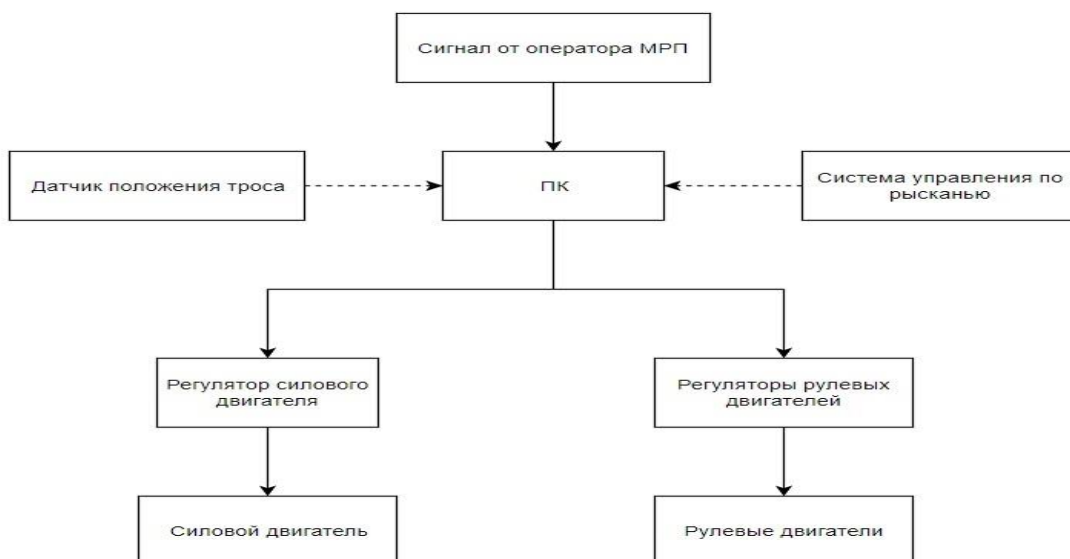 Сигнал от оператора МРП
Датчик положения троса
ПК
Система управления по
рысканью
Регулятор силового
двигателя
Регуляторы рулевых
двигателей
Силовой двигатель
Рулевые двигатели